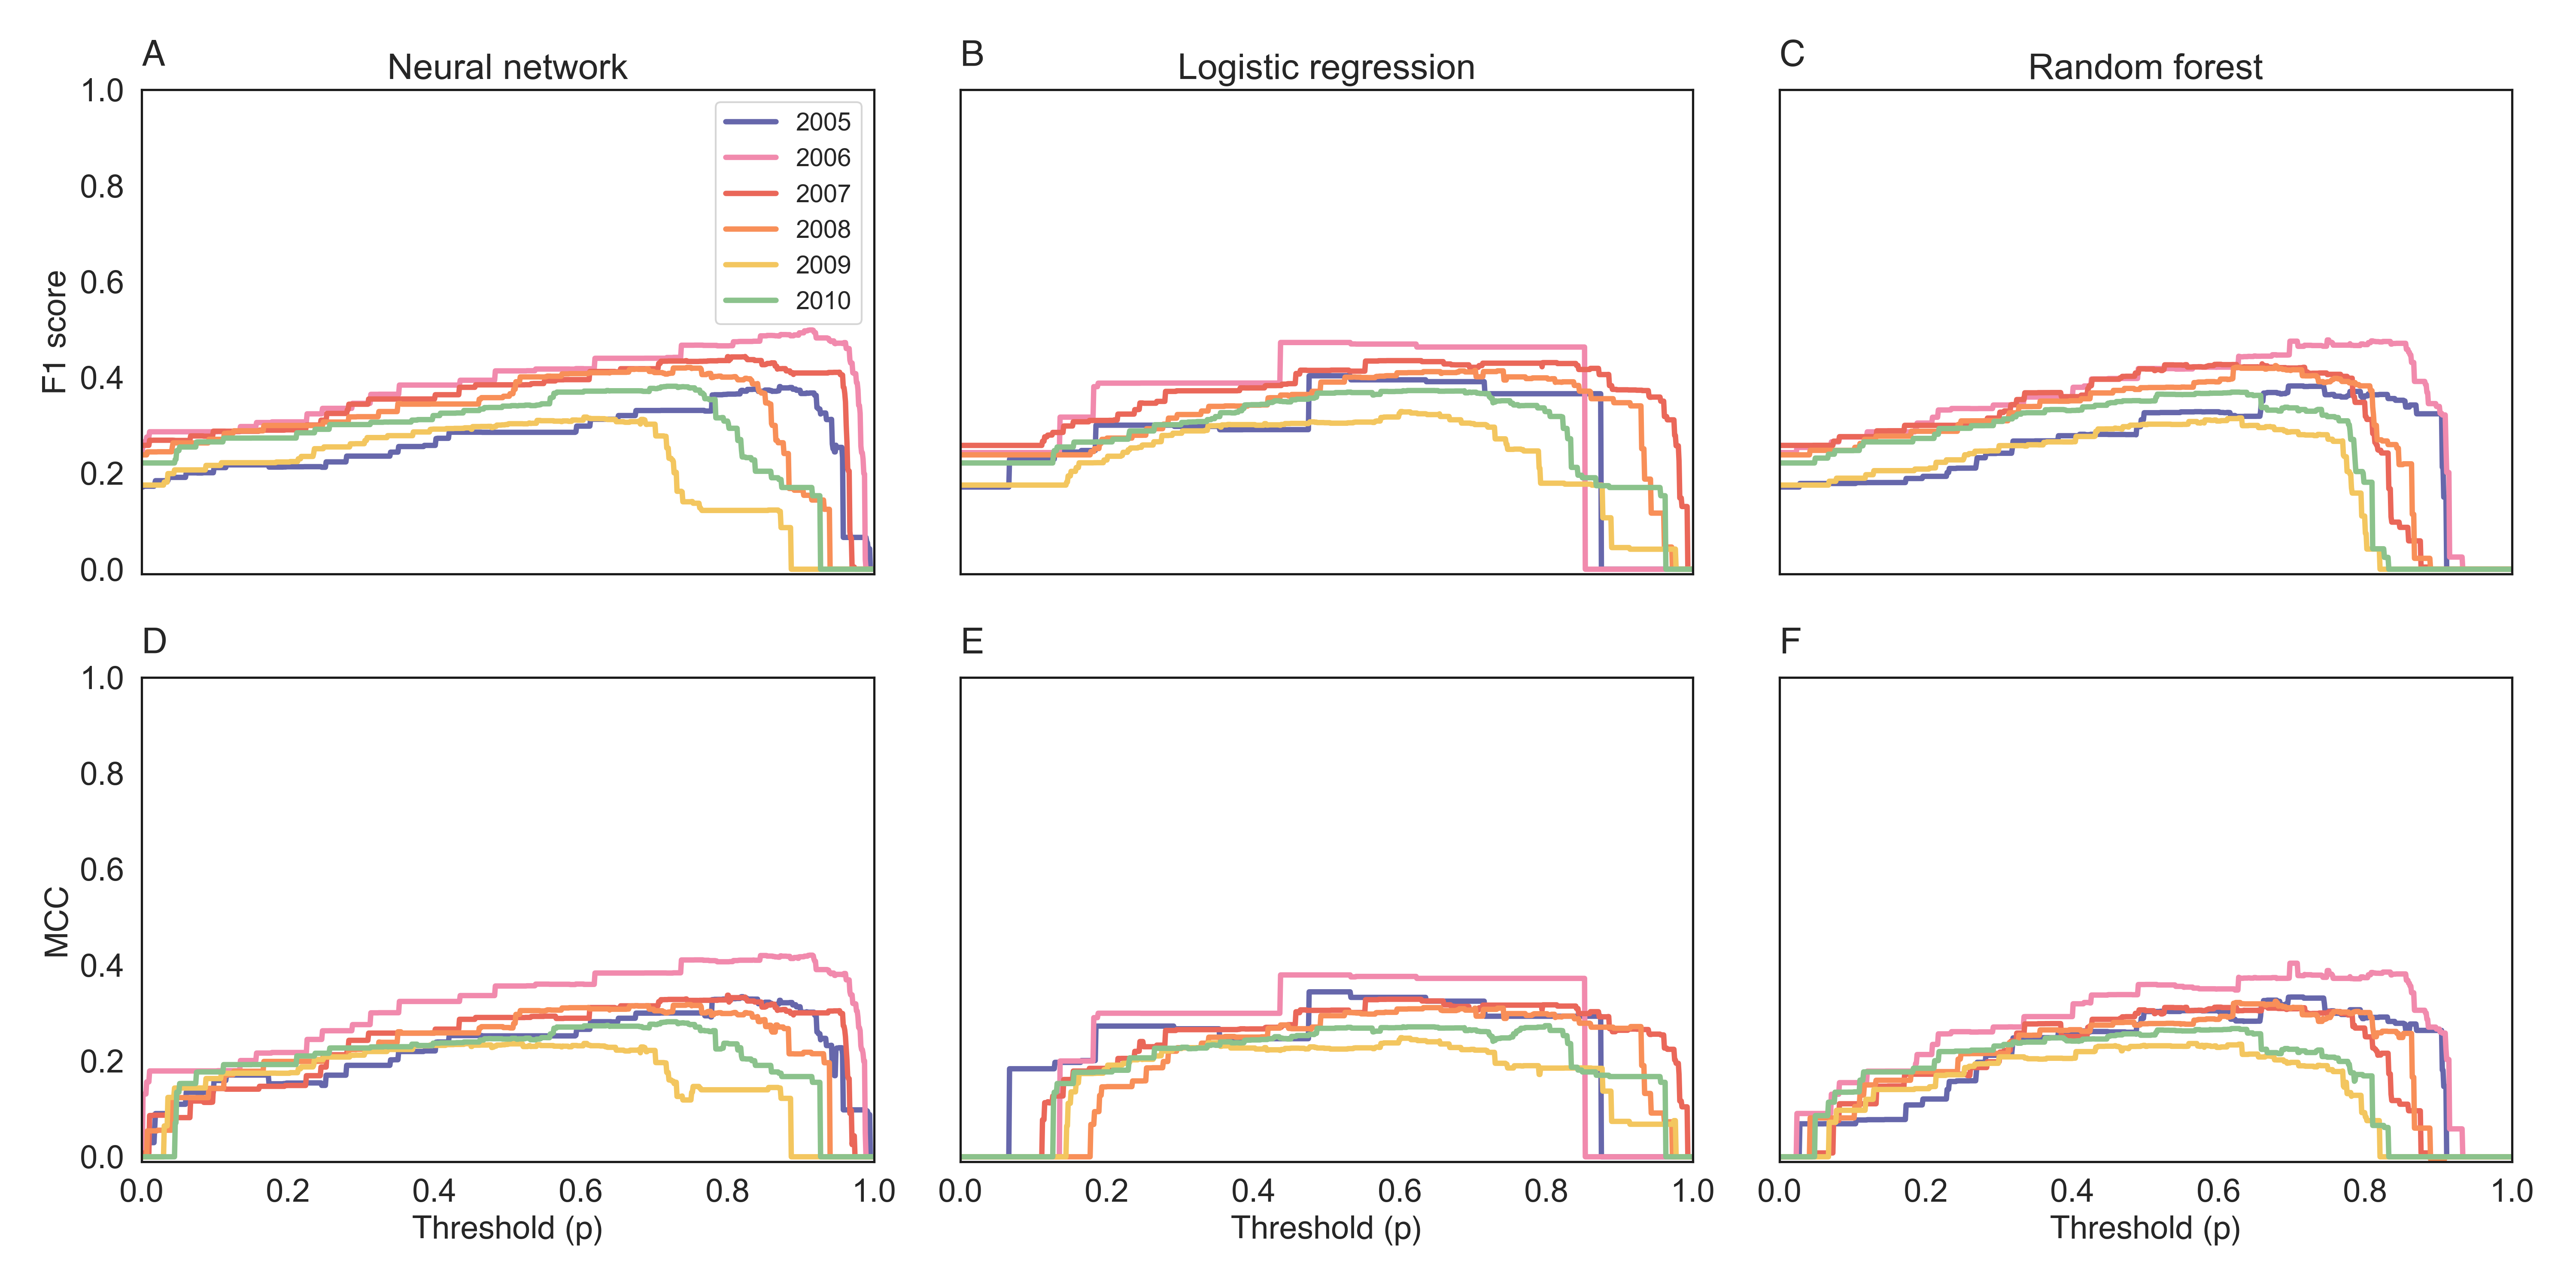 A
Neural network
B
Logistic regression
C
Random forest
1.0
0.8
0.6
0.4
0.2
0.0
F1 score
2005
2006
2007
2008
2009
2010
D
E
F
1.0
0.8
0.6
0.4
0.2
0.0
MCC
0.0 0.2 0.4 0.6 0.8 1.0
0.0 0.2 0.4 0.6 0.8 1.0
0.0 0.2 0.4 0.6 0.8 1.0
Threshold (p)
Threshold (p)
Threshold (p)